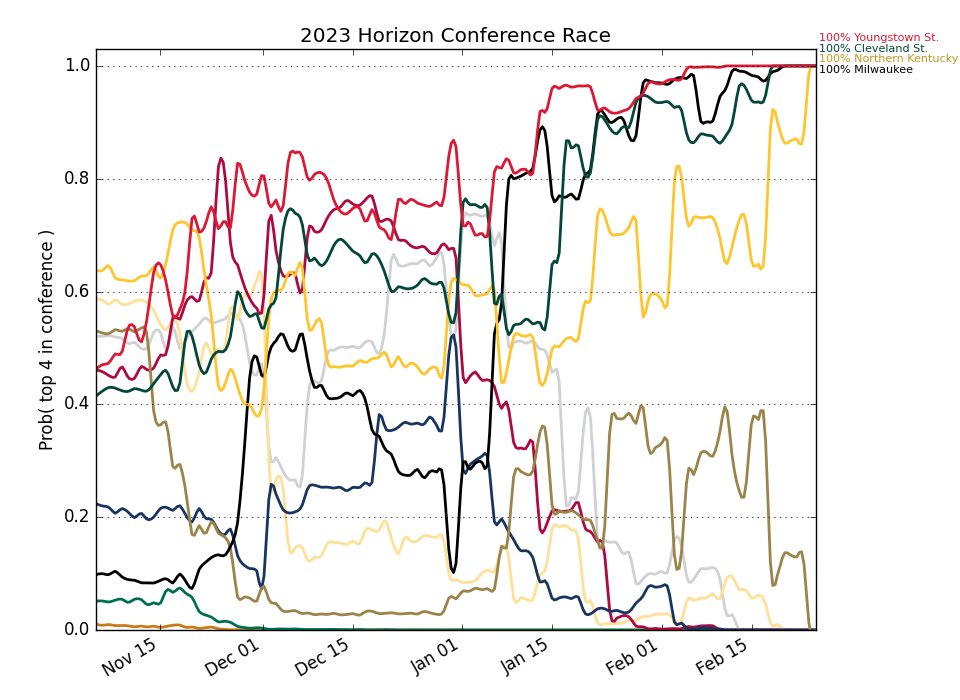 2023 Horizon Conference Race
100% Youngstown St.
100% Cleveland St.
100% Northern Kentucky
100% Milwaukee
Prob( top 4 in conference )
1.0
0.8
0.6
0.4
0.2
0.0
Nov 15
Dec 01
Dec 15
Jan 01
Jan 15
Feb 01
Feb 15